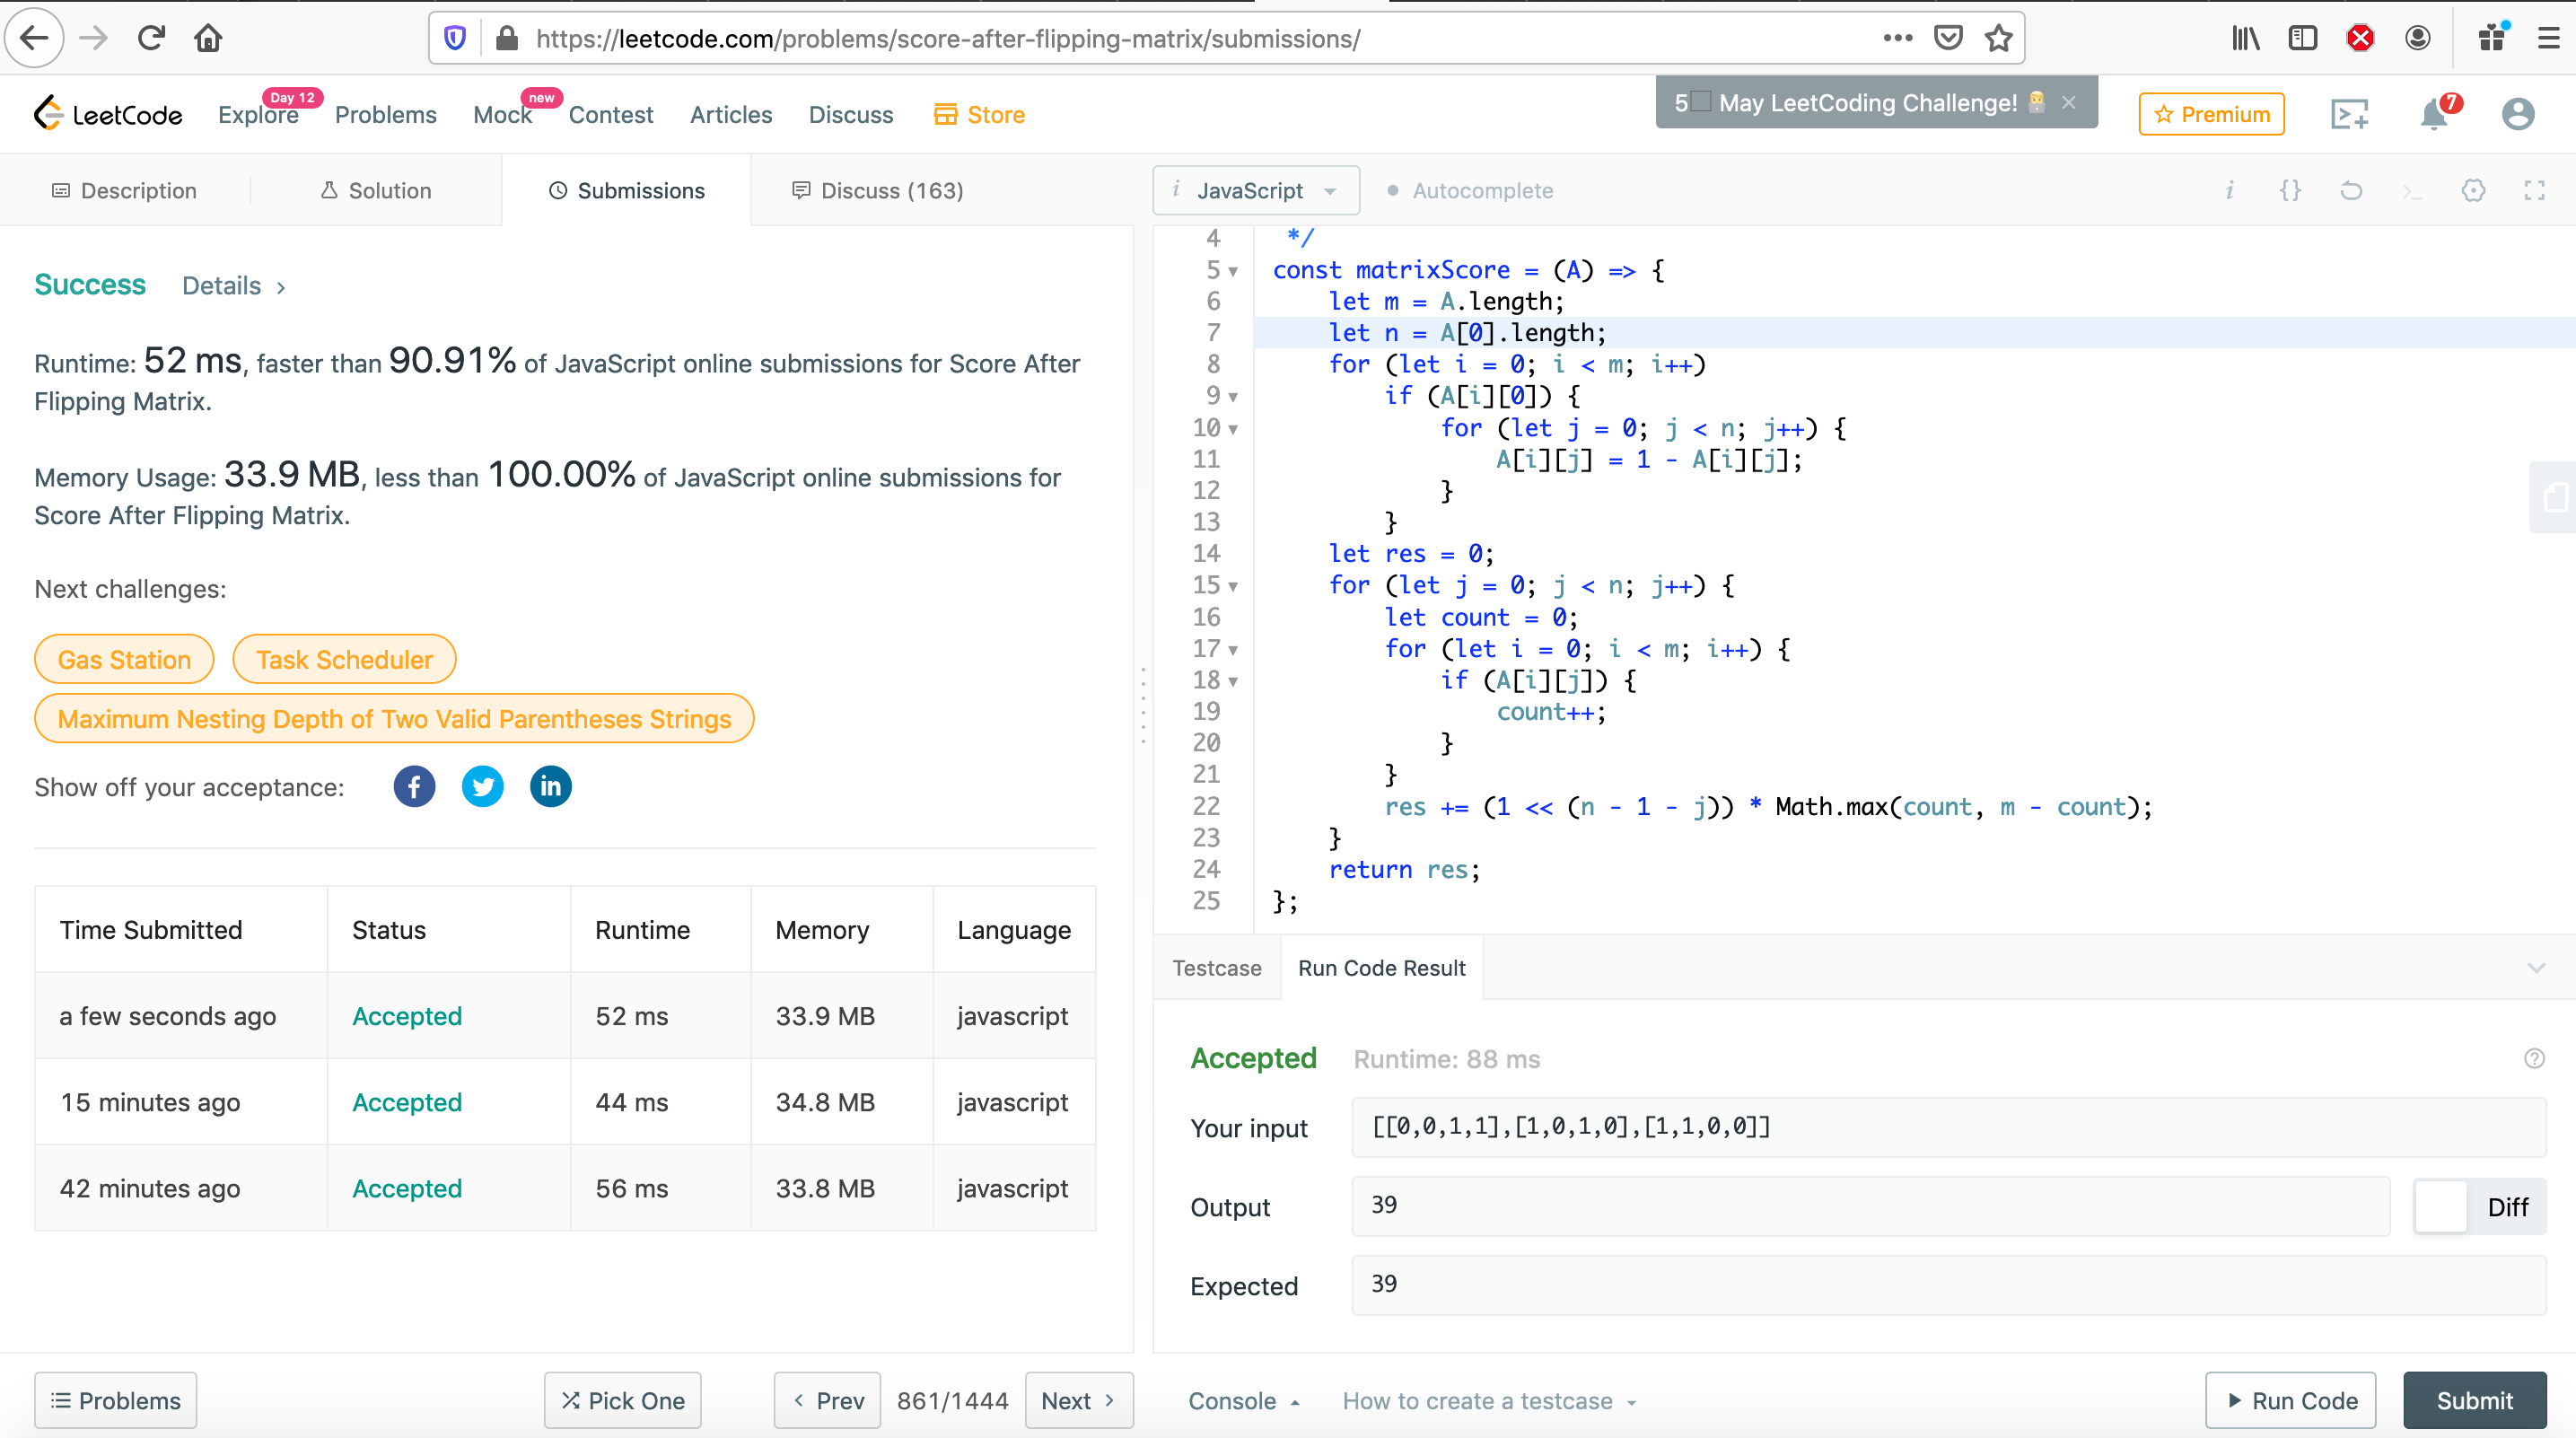 https://leetcode.com/problems/score-after-flipping-matrix/submissions/
LeetCode
Explore
Day 12
Problems
Mock
new
Contest
Articles
Discuss
Store
5 May LeetCoding Challenge!
Premium
7
Description
Solution
Submissions
Discuss (163)
Success Details >
Runtime: 52 ms, faster than 90.91% of JavaScript online submissions for Score After
Flipping Matrix.
Memory Usage: 33.9 MB, less than 100.00% of JavaScript online submissions for
Score After Flipping Matrix.
Next challenges:
Gas Station
Task Scheduler
Maximum Nesting Depth of Two Valid Parentheses Strings
Show off your acceptance:
Time Submitted Status Runtime Memory Language
a few seconds ago Accepted 52 ms 33.9 MB javascript
15 minutes ago Accepted 44 ms 34.8 MB javascript
42 minutes ago Accepted 56 ms 33.8 MB javascript
Problems
Pick One
< Prev
861/1444
Next >
i JavaScript
Autocomplete
4 */
5 const matrixScore = (A) => {
6 let m = A.length;
7 let n = A[0].length;
8 for (let i = 0; i < m; i++)
9 if (A[i][0]) {
10 for (let j = 0; j < n; j++) {
11 A[i][j] = 1 - A[i][j];
12 }
13 }
14 let res = 0;
15 for (let j = 0; j < n; j++) {
16 let count = 0;
17 for (let i = 0; i < m; i++) {
18 if (A[i][j]) {
19 count++;
20 }
21 }
22 res += (1 << (n - 1 - j)) * Math.max(count, m - count);
23 }
24 return res;
25 };
Testcase
Run Code Result
Accepted Runtime: 88 ms
Your input [[0,0,1,1],[1,0,1,0],[1,1,0,0]]
Output 39
Diff
Expected 39
Console
How to create a testcase
Run Code
Submit